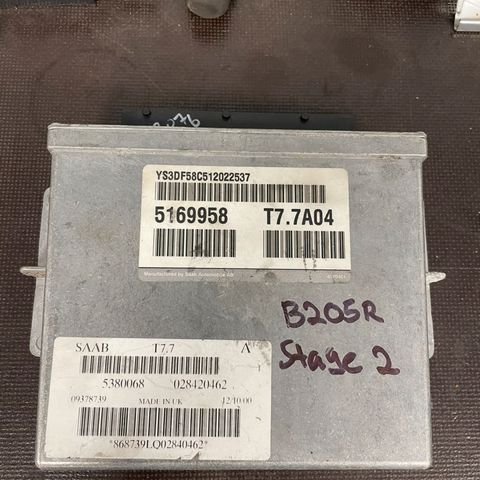 YS3DF58C512022537
5169958 T7.7A04
Manufactured by Saab Automobile AB
B205R
Stage 2
SAAB T7.7 A
5380068 028420462
09378739 MADE IN UK 12/10/00
*868739LQ02840462*